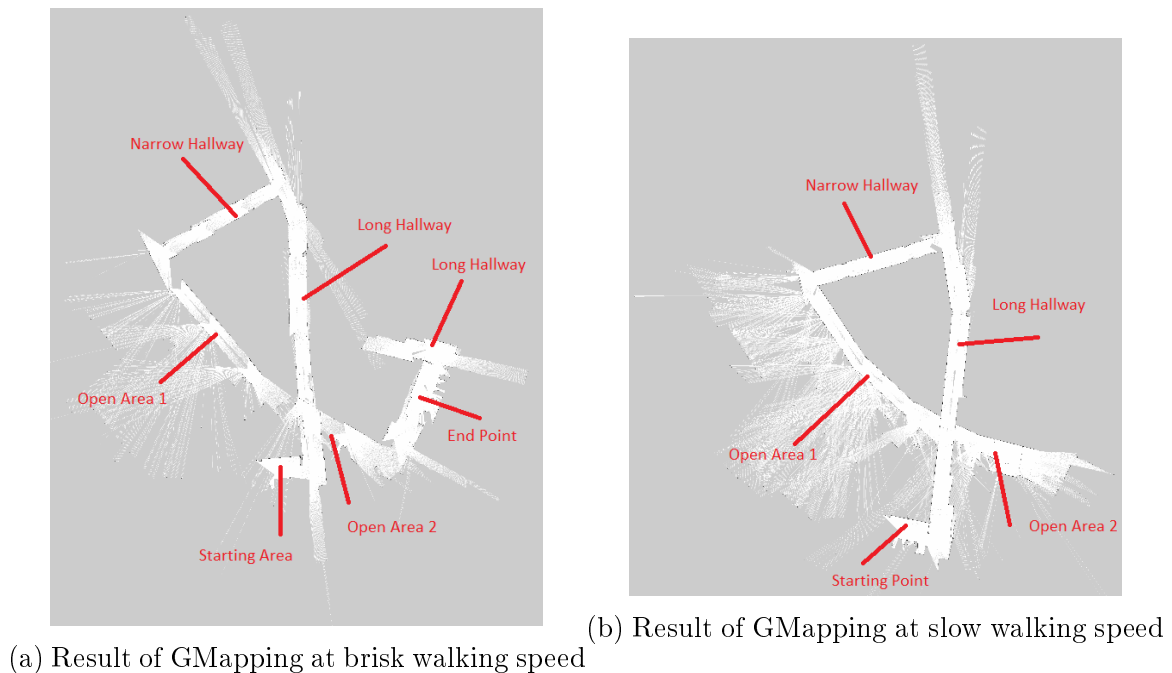 Narrow Hallway
Long Hallway
Long Hallway
Open Area 1
End Point
Open Area 2
Starting Area
(a) Result of GMapping at brisk walking speed
Narrow Hallway
Long Hallway
Open Area 1
Open Area 2
Starting Point
(b) Result of GMapping at slow walking speed